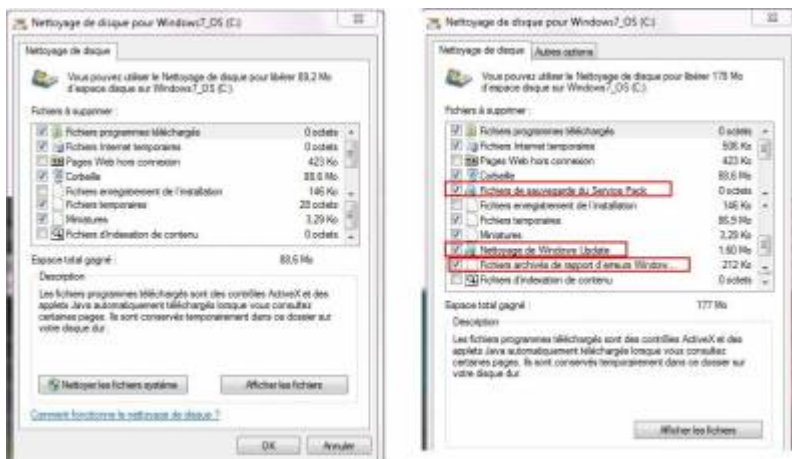 Nettoyage de disque pour Windows7_OS (C:)
Nettoyage de disque
Vous pouvez utiliser le Nettoyage de disque pour libérer 89,2 Mo
d'espace disque sur Windows7_OS (C:).
Fichiers à supprimer :
Fichiers programmes téléchargés 0 octets
Fichiers Internet temporaires 0 octets
Pages Web hors connexion 423 Ko
Corbeille 88,6 Mo
Fichiers enregistrement de l'installation 146 Ko
Fichiers temporaires 28 octets
Miniatures 3,29 Ko
Fichiers d'indexation de contenu 0 octets
Espace total gagné : 88,6 Mo
Description
Les fichiers programmes téléchargés sont des contrôles ActiveX et des
applets Java automatiquement téléchargés lorsque vous consultez
certaines pages. Ils sont conservés temporairement dans ce dossier sur
votre disque dur.
Nettoyer les fichiers système
Afficher les fichiers
Comment fonctionne le nettoyage de disque ?
OK
Annuler
Nettoyage de disque pour Windows7_OS (C:)
Nettoyage de disque
Autres options
Vous pouvez utiliser le Nettoyage de disque pour libérer 178 Mo
d'espace disque sur Windows7_OS (C:).
Fichiers à supprimer :
Fichiers programmes téléchargés 0 octets
Fichiers Internet temporaires 508 Ko
Pages Web hors connexion 423 Ko
Corbeille 88,6 Mo
Fichiers de sauvegarde du Service Pack 0 octets
Fichiers enregistrement de l'installation 146 Ko
Fichiers temporaires 86,9 Mo
Miniatures 3,29 Ko
Nettoyage de Windows Update 1,60 Mo
Fichiers archivés de rapport d'erreurs Window... 212 Ko
Fichiers d'indexation de contenu 0 octets
Espace total gagné : 177 Mo
Description
Les fichiers programmes téléchargés sont des contrôles ActiveX et des
applets Java automatiquement téléchargés lorsque vous consultez
certaines pages. Ils sont conservés temporairement dans ce dossier sur
votre disque dur.
Afficher les fichiers